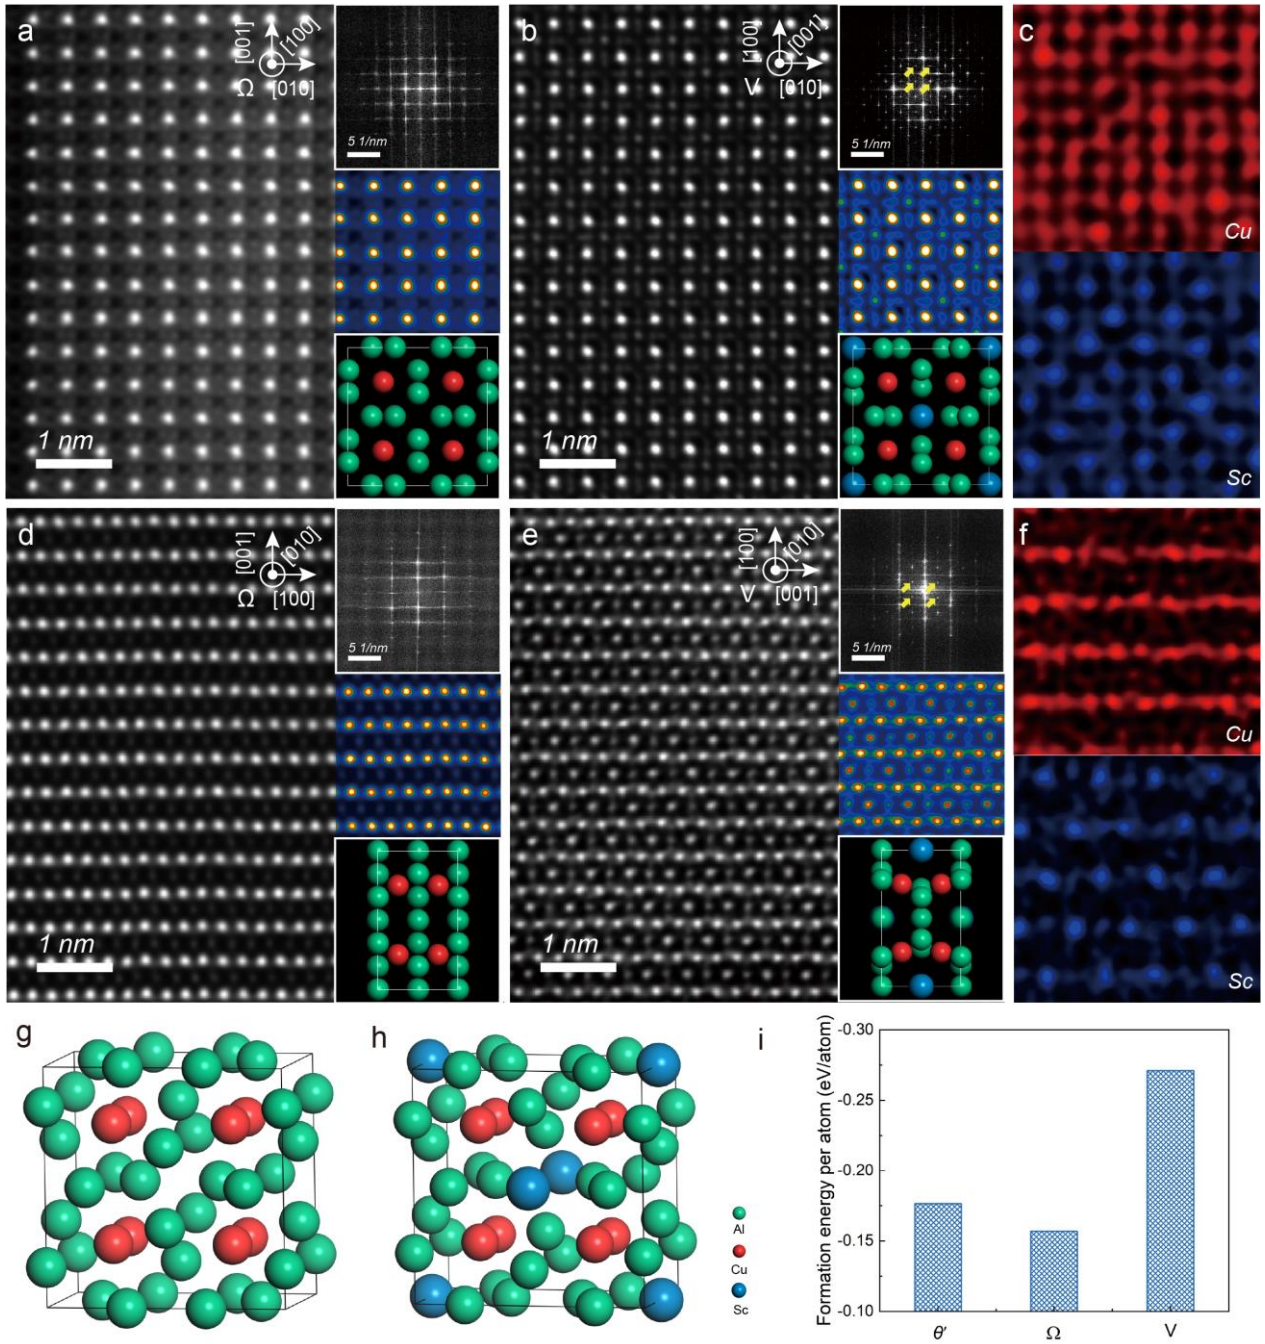 a
[001]
[100]
Ω
[010]
5 1/nm
1 nm
b
[100]
[001]
V
[010]
5 1/nm
1 nm
c
Cu
Sc
d
[001]
[010]
Ω
[100]
5 1/nm
1 nm
e
[100]
[010]
V
[001]
5 1/nm
1 nm
f
Cu
Sc
g
h
Al
Cu
Sc
i
Formation energy per atom (eV/atom)
-0.30
-0.25
-0.20
-0.15
-0.10
θ′
Ω
V